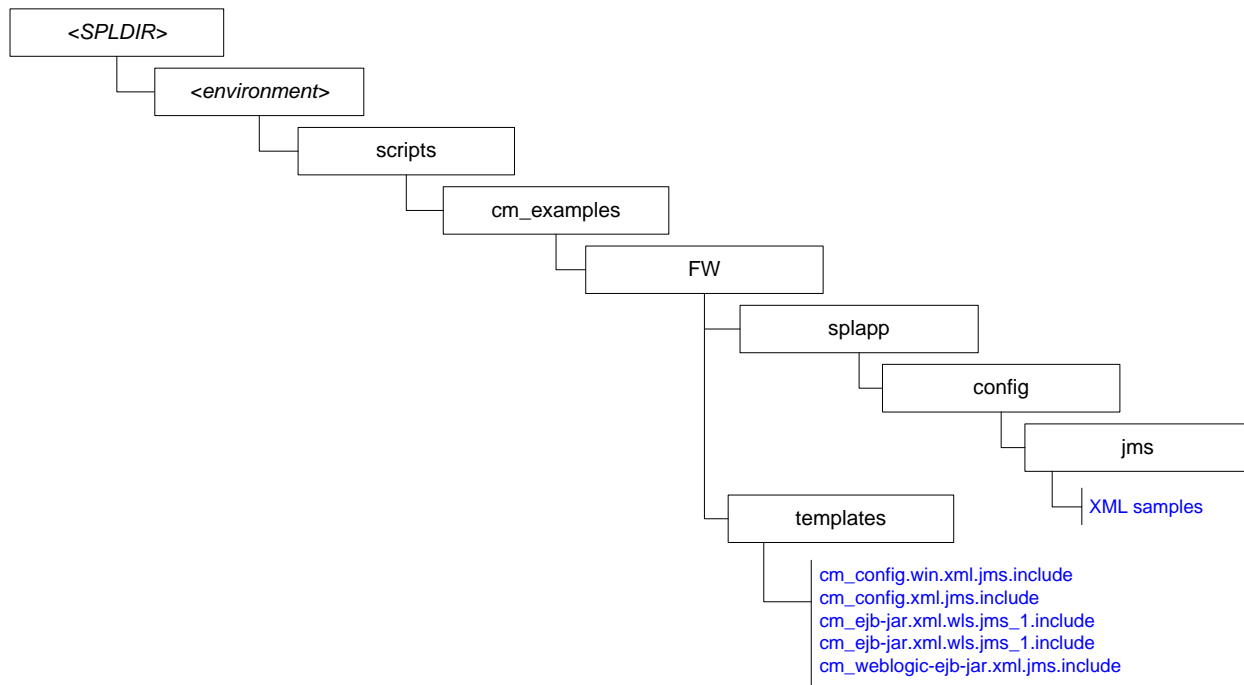 <SPLDIR>
<environment>
scripts
cm_examples
FW
splapp
config
jms
XML samples
templates
cm_config.win.xml.jms.include
cm_config.xml.jms.include
cm_ejb-jar.xml.wls.jms_1.include
cm_ejb-jar.xml.wls.jms_1.include
cm_weblogic-ejb-jar.xml.jms.include